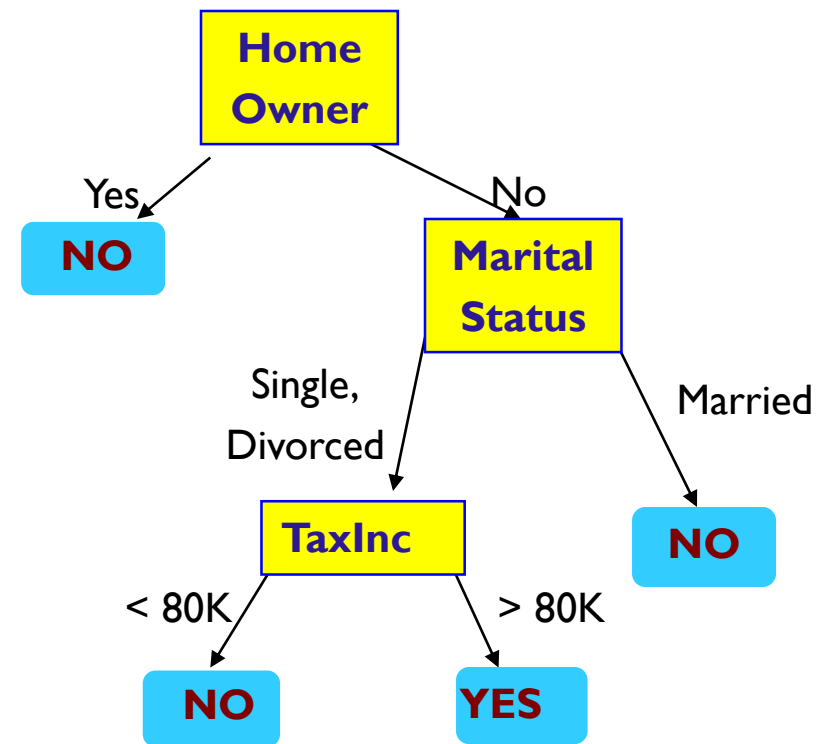 Home
Owner
Yes
No
NO
Marital
Status
Single,
Divorced
Married
TaxInc
NO
< 80K
> 80K
NO
YES